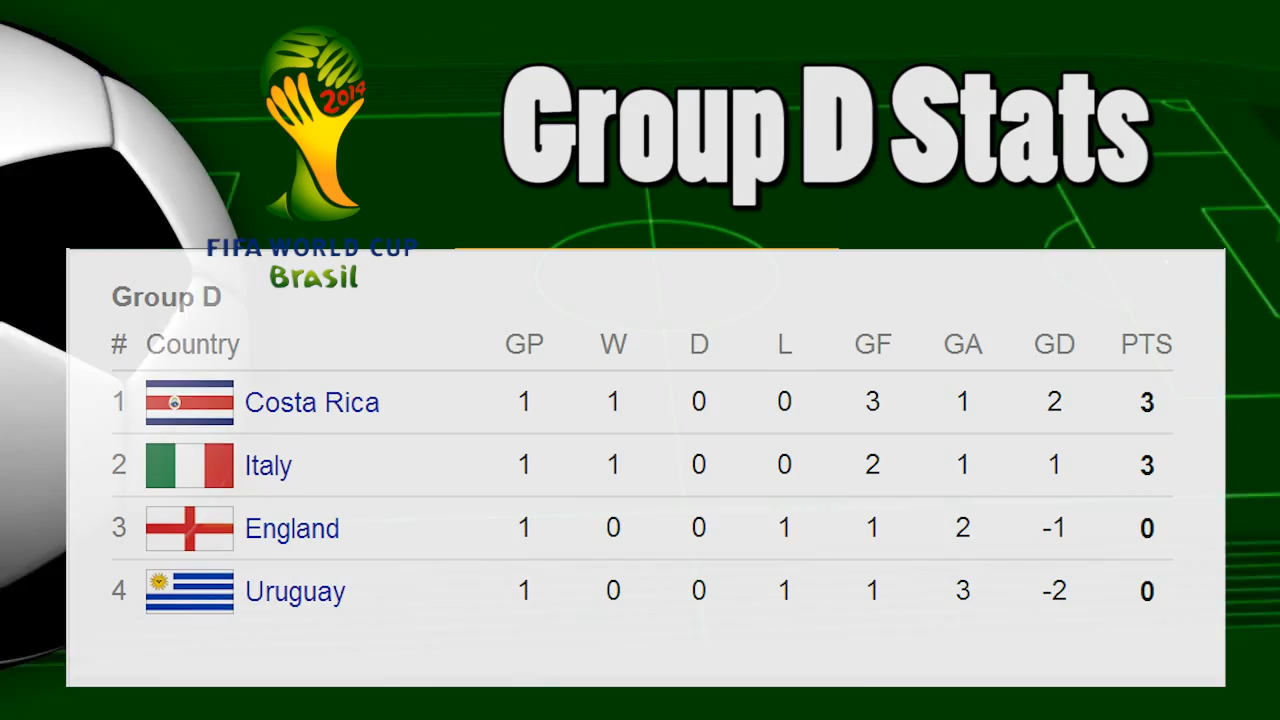 2014
Group D Stats
FIFA WORLD CUP
Brasil
Group D
# Country GP W D L GF GA GD PTS
1 Costa Rica 1 1 0 0 3 1 2 3
2 Italy 1 1 0 0 2 1 1 3
3 England 1 0 0 1 1 2 -1 0
4 Uruguay 1 0 0 1 1 3 -2 0